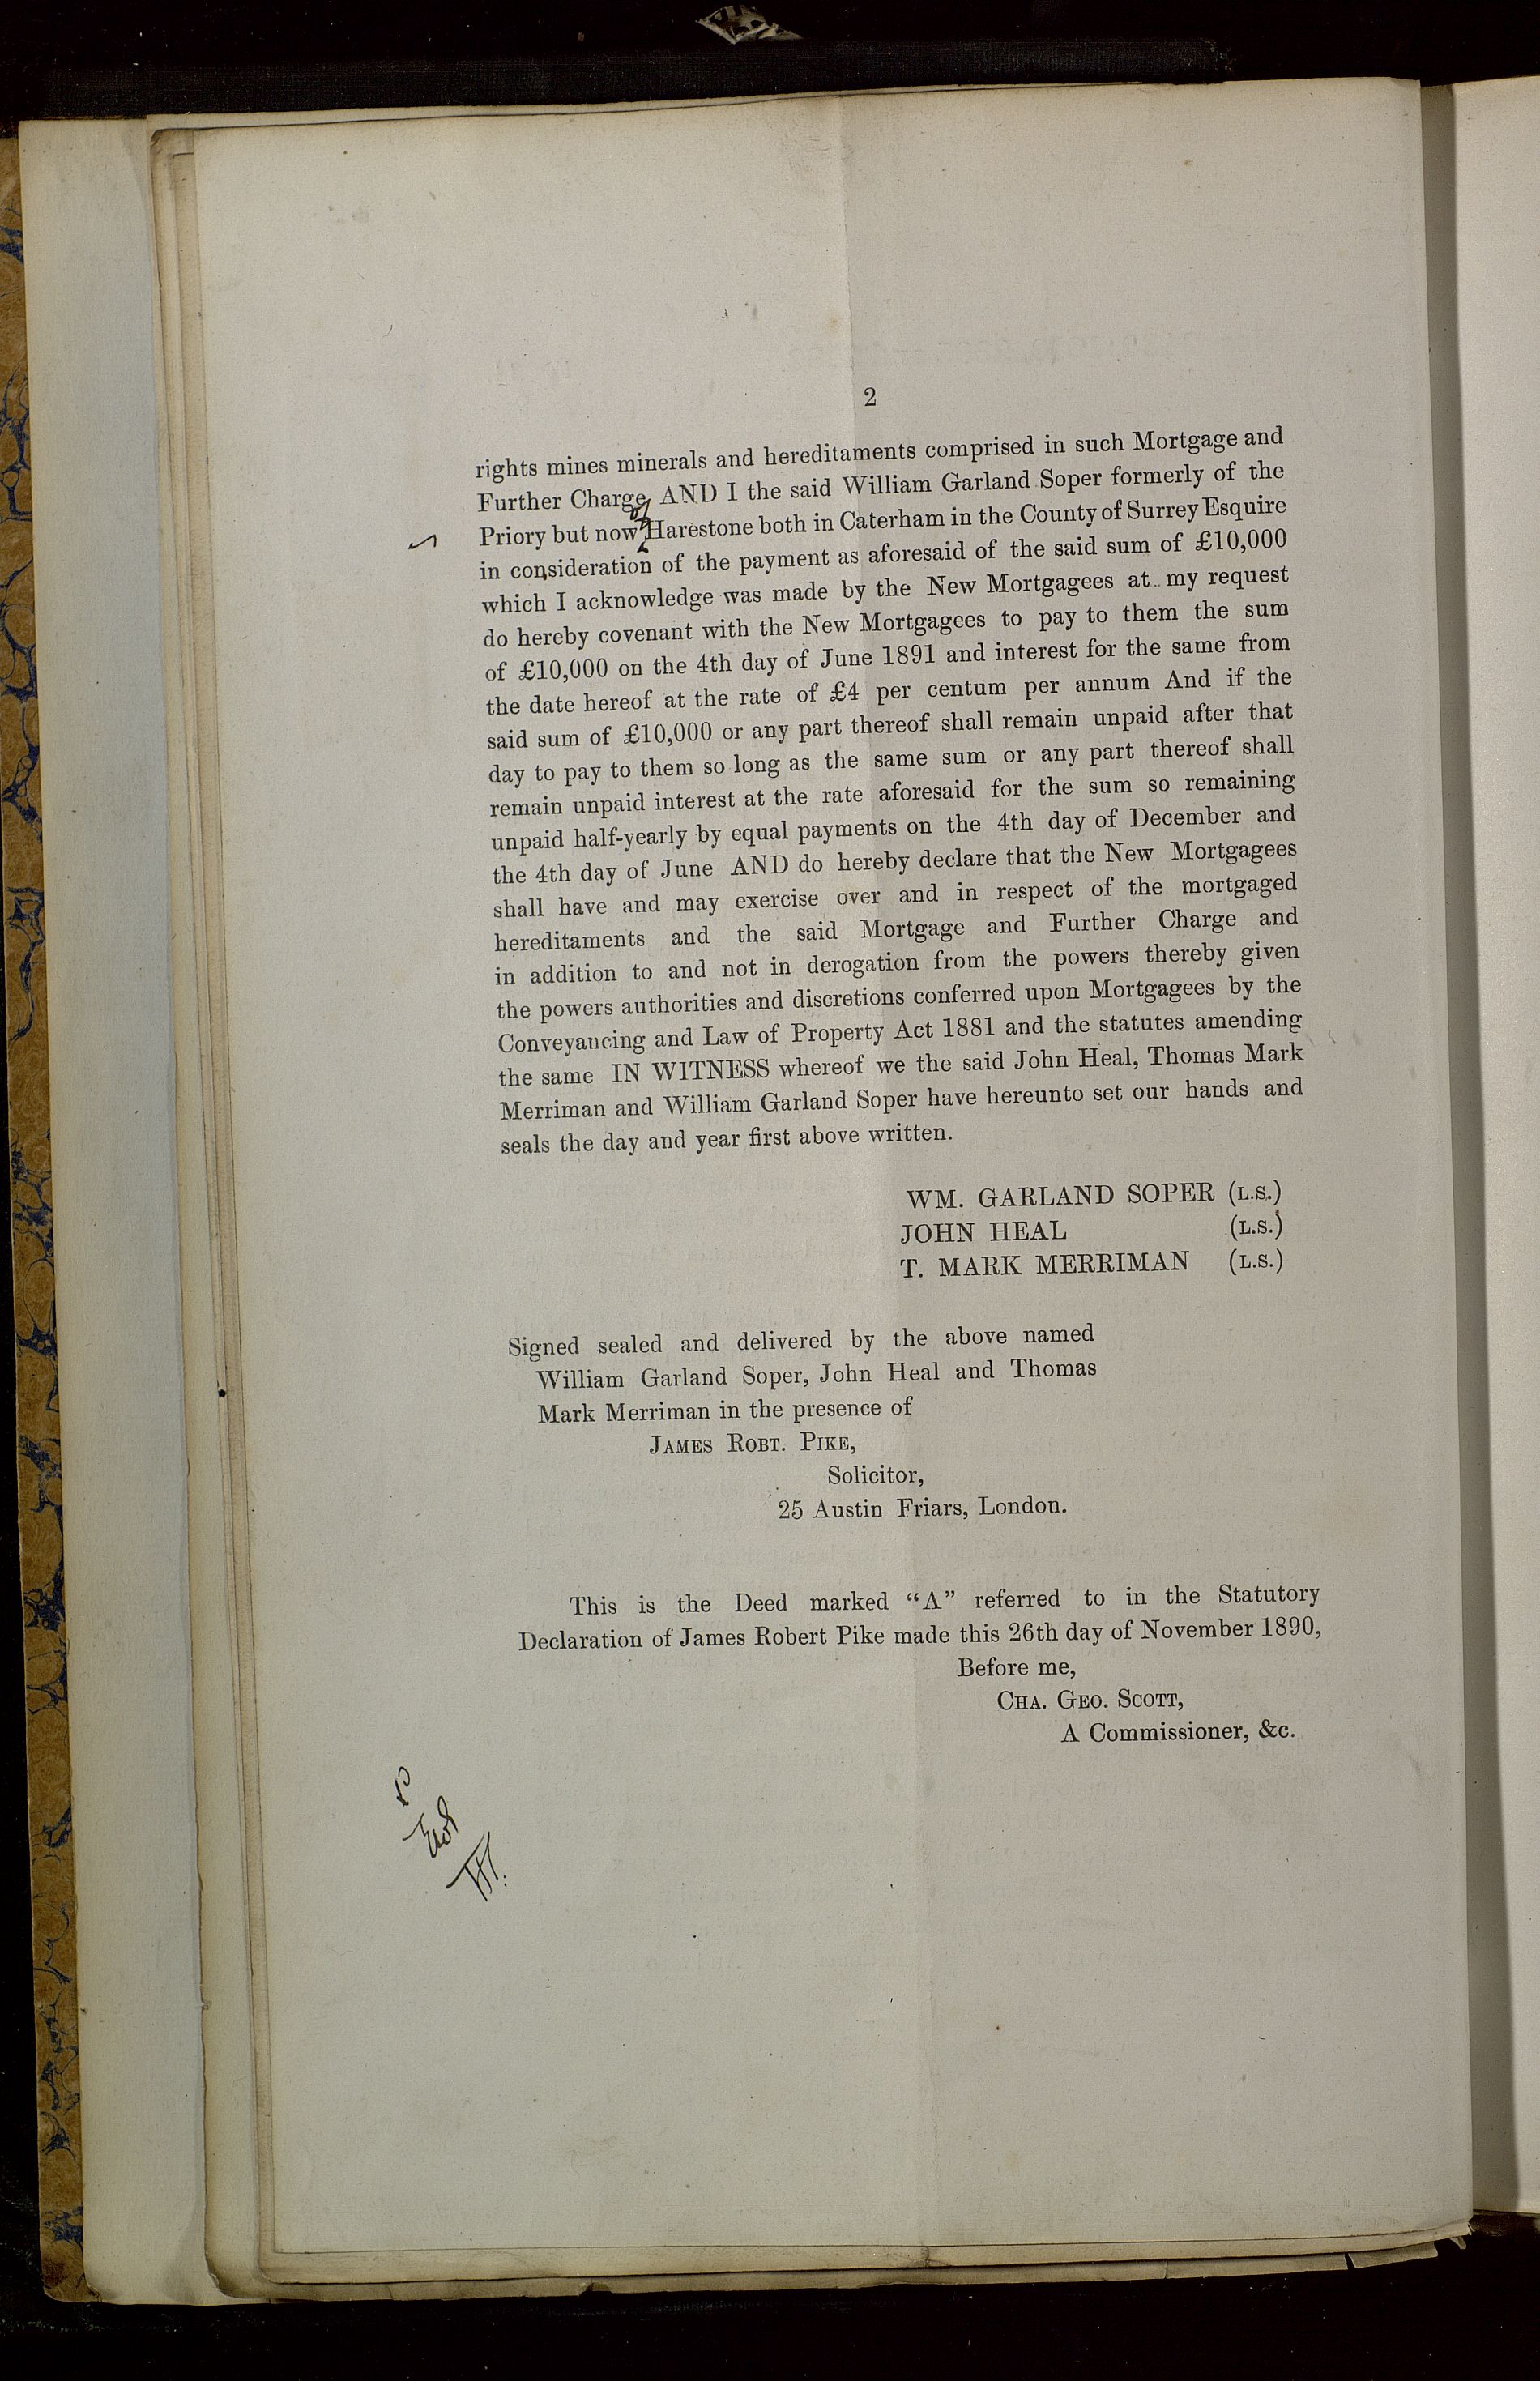 2
rights mines minerals and hereditaments comprised in such Mortgage and
Further Charge AND I the said William Garland Soper formerly of the
Priory but now of Harestone both in Caterham in the County of Surrey Esquire
in consideration of the payment as aforesaid of the said sum of £10,000
which I acknowledge was made by the New Mortgagees at my request
do hereby covenant with the New Mortgagees to pay to them the sum
of £10,000 on the 4th day of June 1891 and interest for the same from
the date hereof at the rate of £4 per centum per annum And if the
said sum of £10,000 or any part thereof shall remain unpaid after that
day to pay to them so long as the same sum or any part thereof shall
remain unpaid interest at the rate aforesaid for the sum so remaining
unpaid half-yearly by equal payments on the 4th day of December and
the 4th day of June AND do hereby declare that the New Mortgagees
shall have and may exercise over and in respect of the mortgaged
hereditaments and the said Mortgage and Further Charge and
in addition to and not in derogation from the powers thereby given
the powers authorities and discretions conferred upon Mortgagees by the
Conveyancing and Law of Property Act 1881 and the statutes amending
the same IN WITNESS whereof we the said John Heal, Thomas Mark
Merriman and William Garland Soper have hereunto set our hands and
seals the day and year first above written.
WM. GARLAND SOPER (L.S.)
JOHN HEAL (L.S.)
T. MARK MERRIMAN (L.S.)
Signed sealed and delivered by the above named
William Garland Soper, John Heal and Thomas
Mark Merriman in the presence of
JAMES ROBT. PIKE,
Solicitor,
25 Austin Friars, London.
This is the Deed marked “A” referred to in the Statutory
Declaration of James Robert Pike made this 26th day of November 1890,
Before me,
CHA. GEO. SCOTT,
A Commissioner, &c.